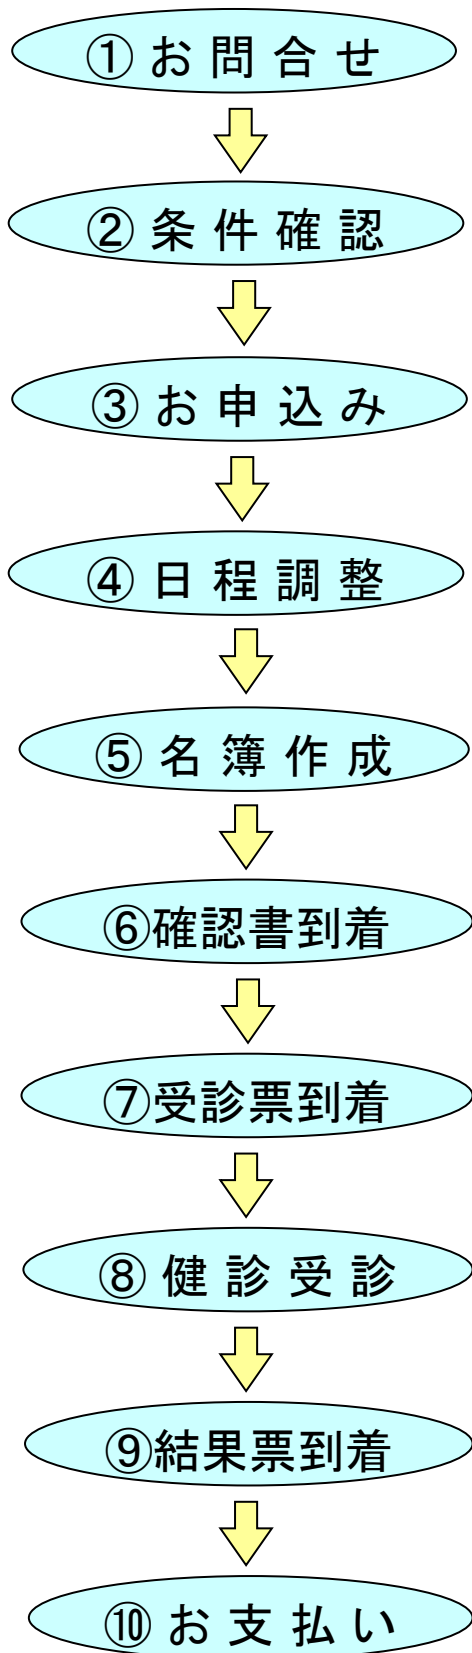 ① お 問 合 せ
② 条 件 確 認
③ お 申 込 み
④ 日 程 調 整
⑤ 名 簿 作 成
⑥確認書到着
⑦受診票到着
⑧ 健 診 受 診
⑨結果票到着
⑩ お 支 払 い